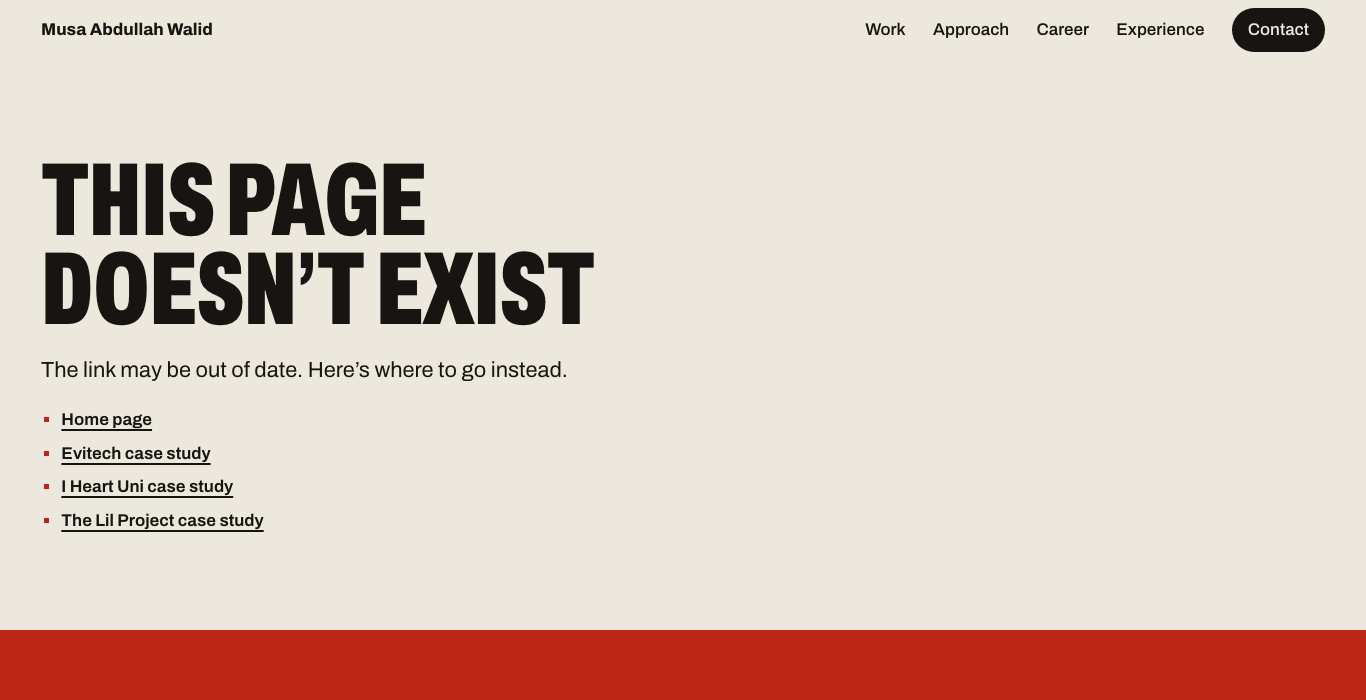 Musa Abdullah Walid
Work
Approach
Career
Experience
Contact
THIS PAGE
DOESN’T EXIST
The link may be out of date. Here’s where to go instead.
Home page
Evitech case study
I Heart Uni case study
The Lil Project case study